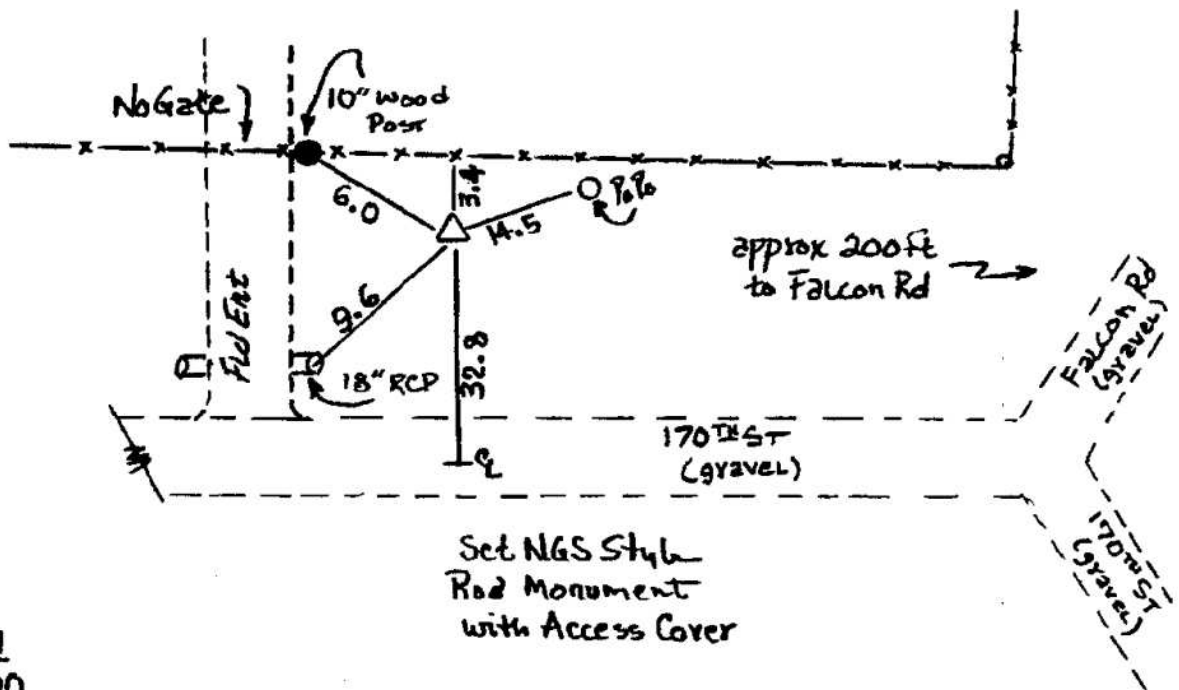 No Gate
10" Wood
Post
3.4
6.0
14.5
P.P.
approx 200ft
to Falcon Rd
Falcon Rd
(gravel)
Fld Ent
9.6
32.8
18" RCP
170TH ST
(gravel)
CL
170TH ST
(gravel)
Set NGS Style
Rod Monument
with Access Cover